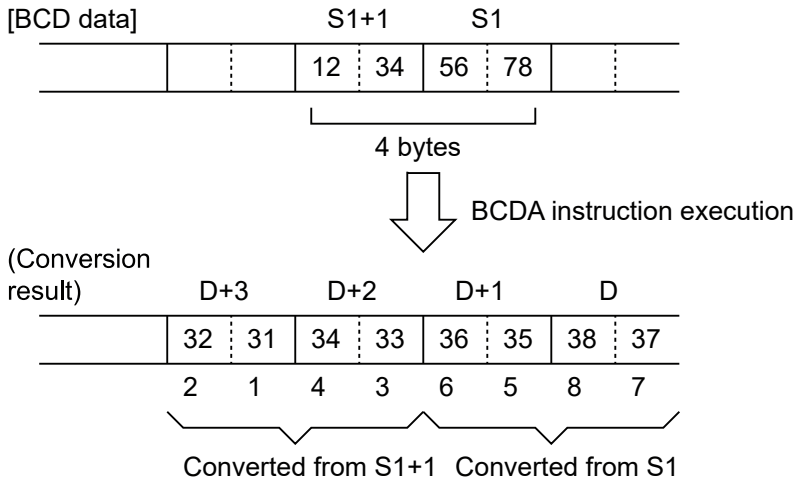 [BCD data] S1+1 S1
12 34 56 78
4 bytes
BCDA instruction execution
(Conversion
result) D+3 D+2 D+1 D
32 31 34 33 36 35 38 37
2 1 4 3 6 5 8 7
Converted from S1+1 Converted from S1